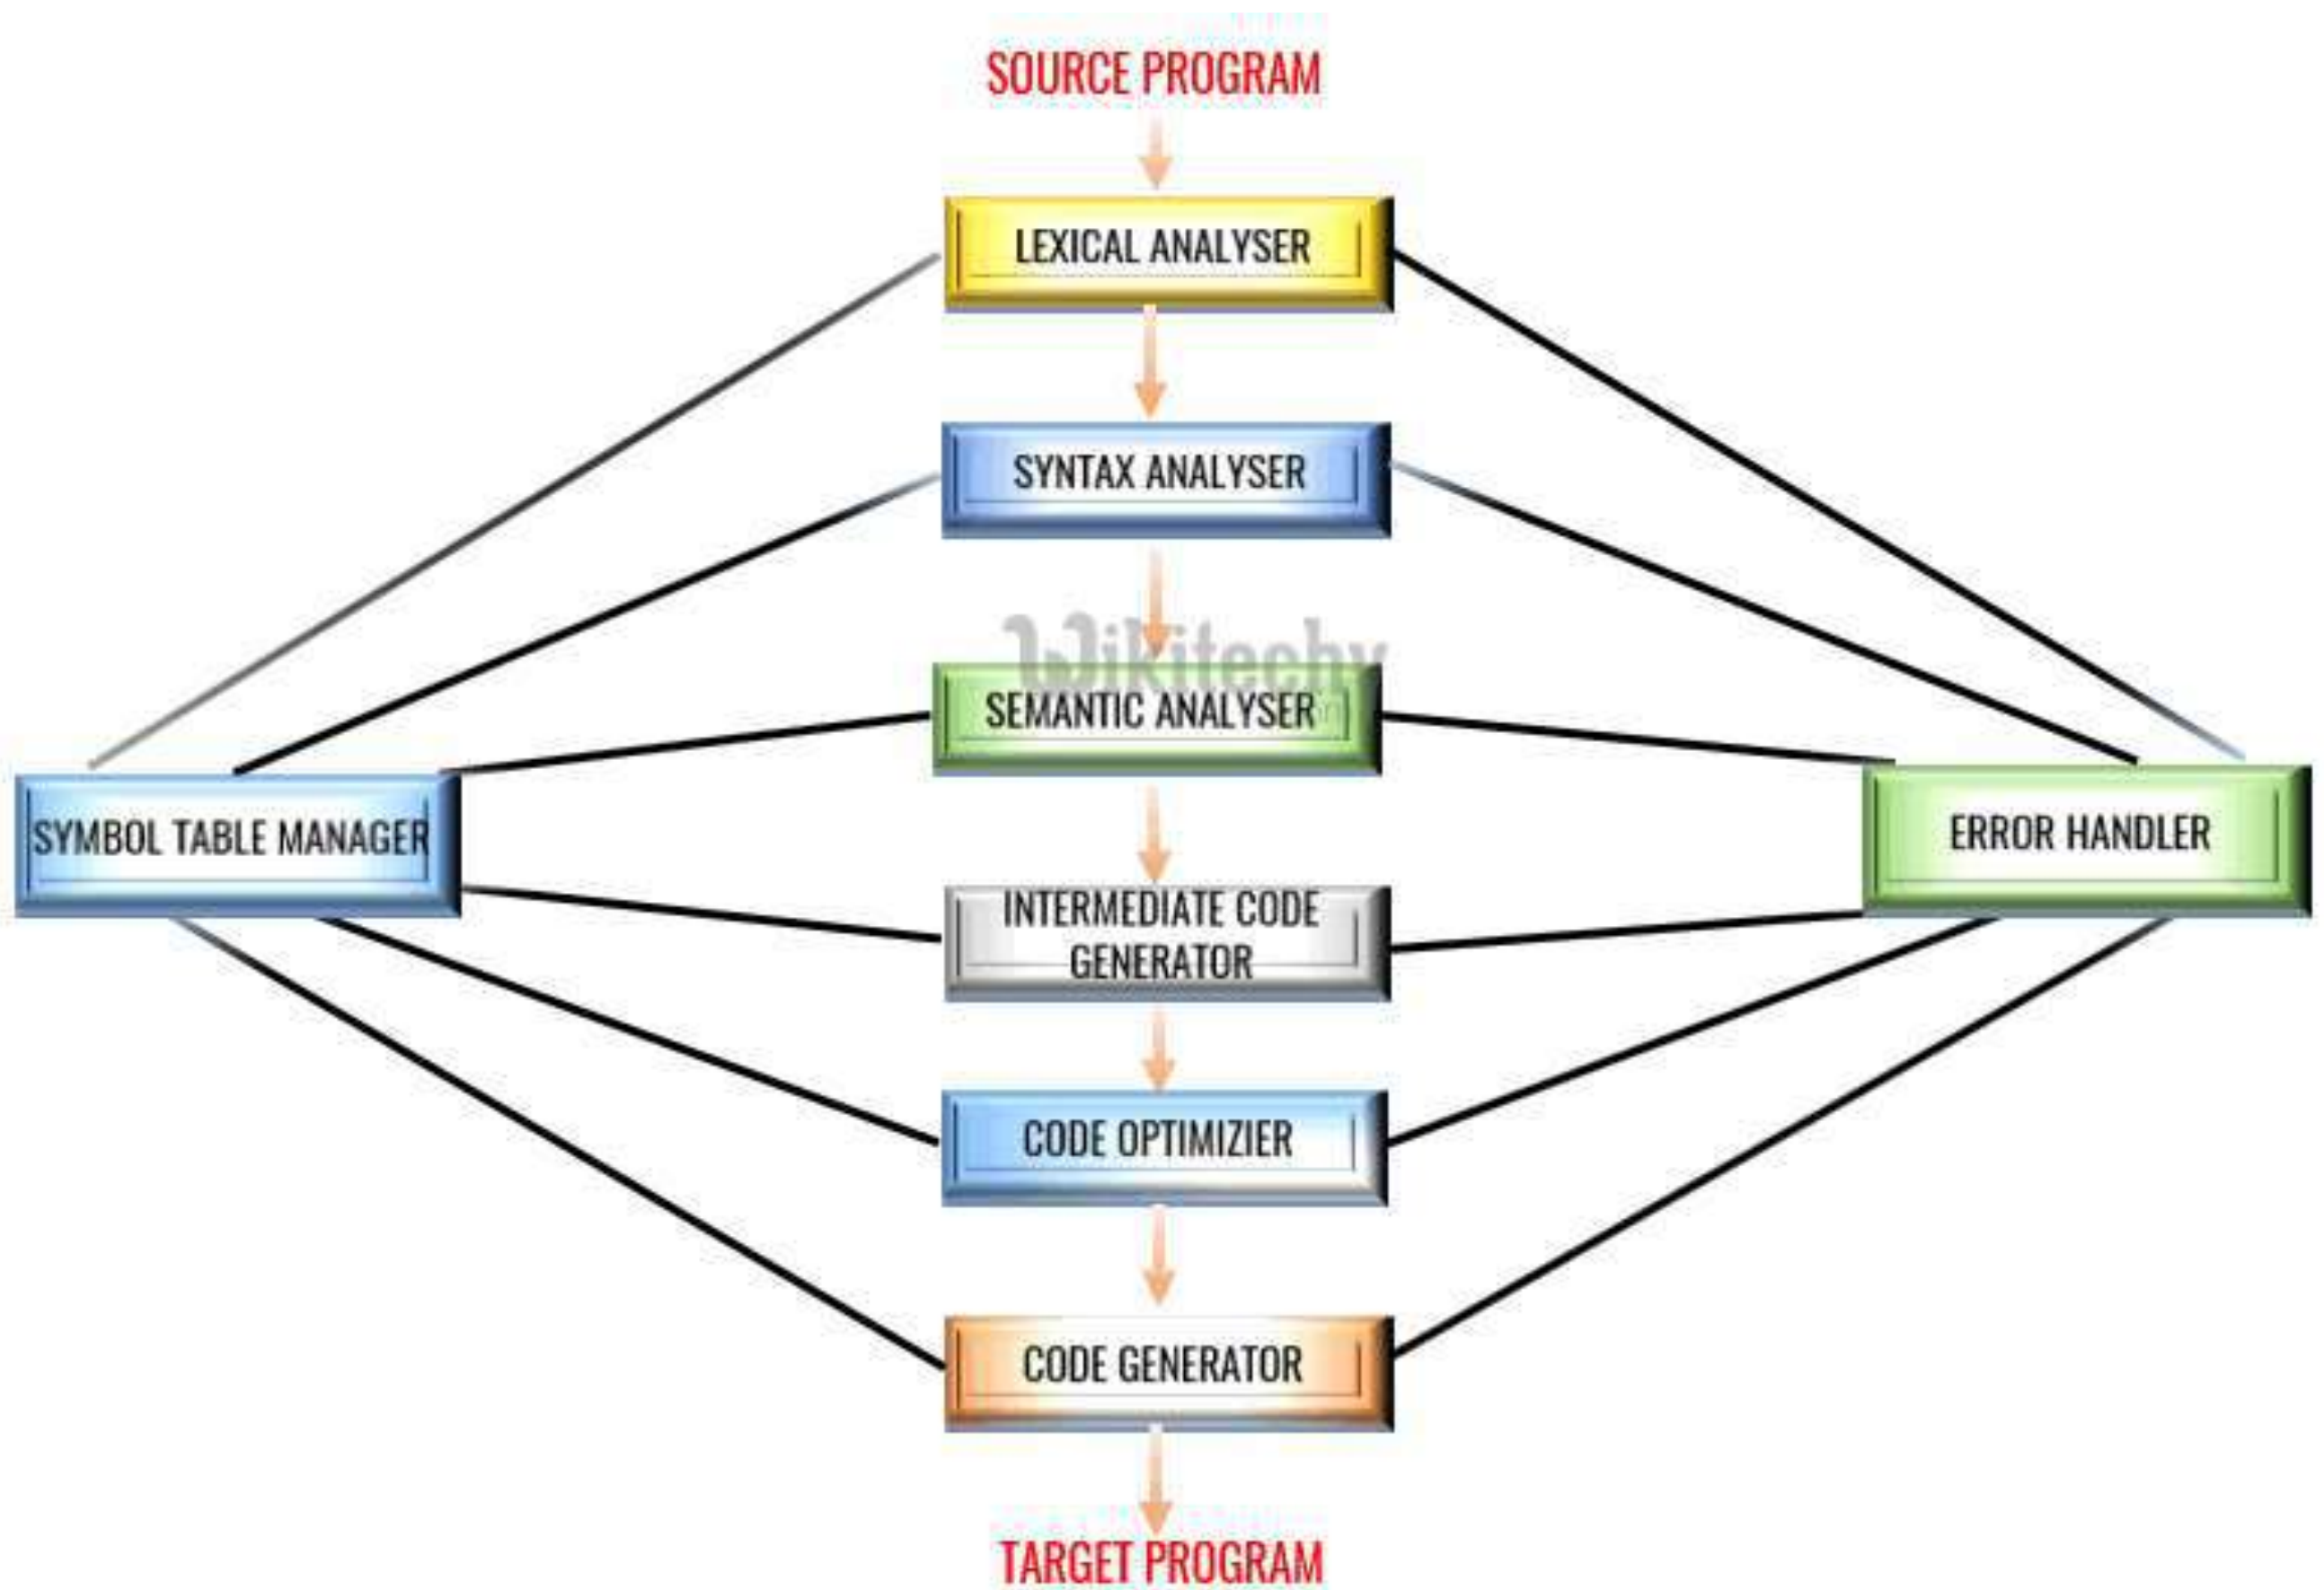 SOURCE PROGRAM
LEXICAL ANALYSER
SYNTAX ANALYSER
Wikitechy
SEMANTIC ANALYSER
SYMBOL TABLE MANAGER
ERROR HANDLER
INTERMEDIATE CODE
GENERATOR
CODE OPTIMIZIER
CODE GENERATOR
TARGET PROGRAM